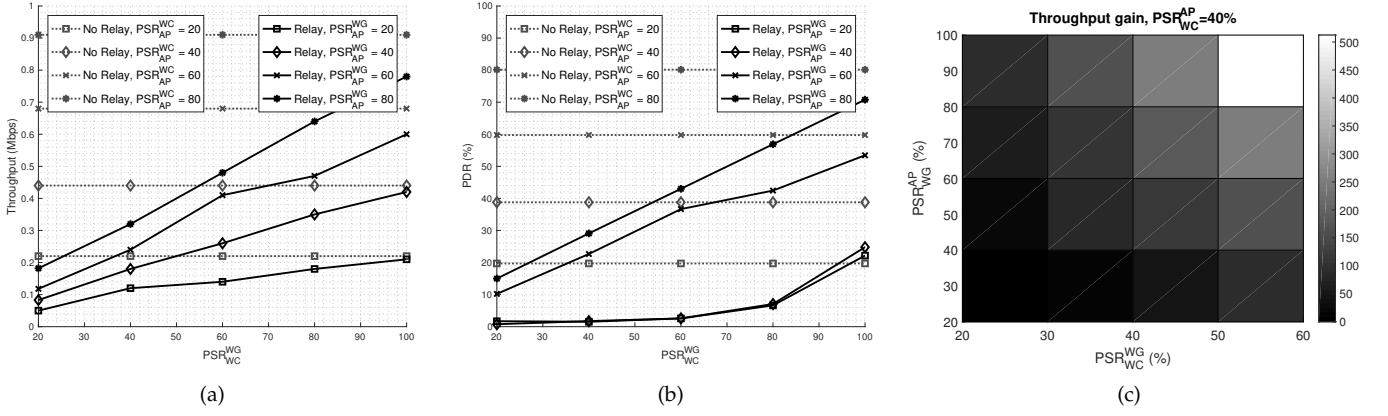 1
0.9
0.8
0.7
0.6
0.5
0.4
0.3
0.2
0.1
0
20 30 40 50 60 70 80 90 100
Throughput (Mbps)
PSR^WG_WC
No Relay, PSR^WC_AP = 20
No Relay, PSR^WC_AP = 40
No Relay, PSR^WC_AP = 60
No Relay, PSR^WC_AP = 80
Relay, PSR^WG_AP = 20
Relay, PSR^WG_AP = 40
Relay, PSR^WG_AP = 60
Relay, PSR^WG_AP = 80
(a)
100
90
80
70
60
50
40
30
20
10
0
20 30 40 50 60 70 80 90 100
PDR (%)
PSR^WG_WC
No Relay, PSR^WC_AP = 20
No Relay, PSR^WC_AP = 40
No Relay, PSR^WC_AP = 60
No Relay, PSR^WC_AP = 80
Relay, PSR^WG_AP = 20
Relay, PSR^WG_AP = 40
Relay, PSR^WG_AP = 60
Relay, PSR^WG_AP = 80
(b)
Throughput gain, PSR^AP_WC=40%
100
90
80
50
60
50
40
30
20
20 30 40 50 60
PSR^AP_WG (%)
PSR^WG_WC (%)
500
450
400
350
300
250
200
150
100
50
0
(c)